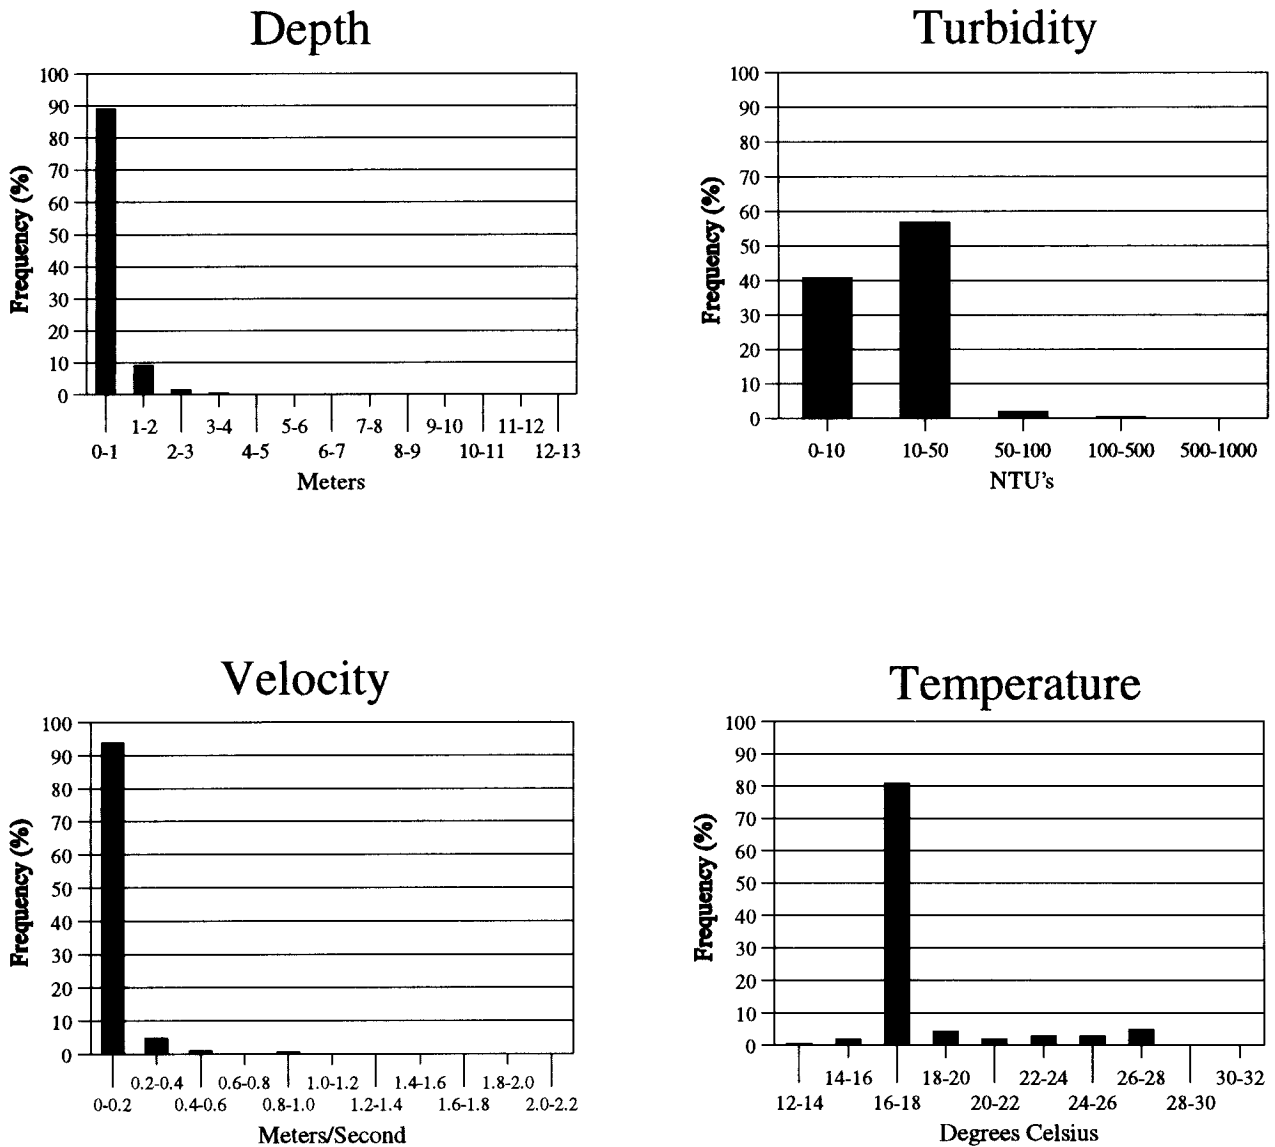 Depth
100
90
80
70
60
50
40
30
20
10
0
Frequency (%)
1-2 3-4 5-6 7-8 9-10 11-12
0-1 2-3 4-5 6-7 8-9 10-11 12-13
Meters
Turbidity
100
90
80
70
60
50
40
30
20
10
0
Frequency (%)
0-10 10-50 50-100 100-500 500-1000
NTU's
Velocity
100
90
80
70
60
50
40
30
20
10
0
Frequency (%)
0.2-0.4 0.6-0.8 1.0-1.2 1.4-1.6 1.8-2.0
0-0.2 0.4-0.6 0.8-1.0 1.2-1.4 1.6-1.8 2.0-2.2
Meters/Second
Temperature
100
90
80
70
60
50
40
30
20
10
0
Frequency (%)
14-16 18-20 22-24 26-28 30-32
12-14 16-18 20-22 24-26 28-30
Degrees Celsius